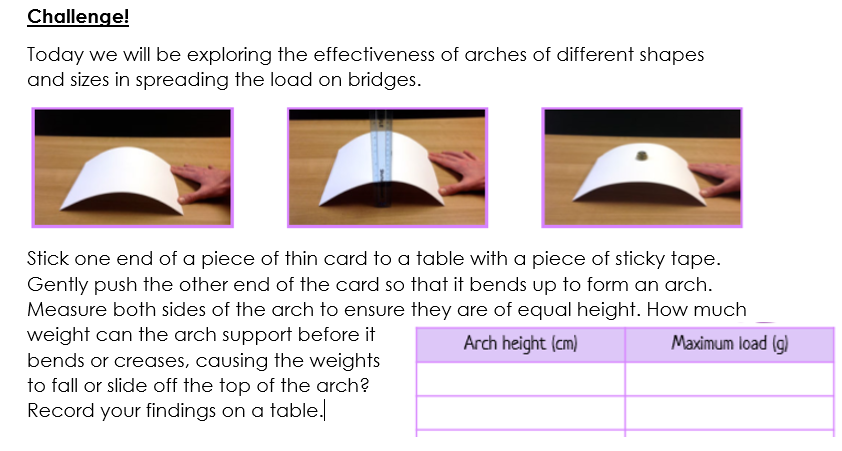 Challenge!
Today we will be exploring the effectiveness of arches of different shapes
and sizes in spreading the load on bridges.
Stick one end of a piece of thin card to a table with a piece of sticky tape.
Gently push the other end of the card so that it bends up to form an arch.
Measure both sides of the arch to ensure they are of equal height. How much
weight can the arch support before it
bends or creases, causing the weights
to fall or slide off the top of the arch?
Record your findings on a table.
Arch height (cm) Maximum load (g)